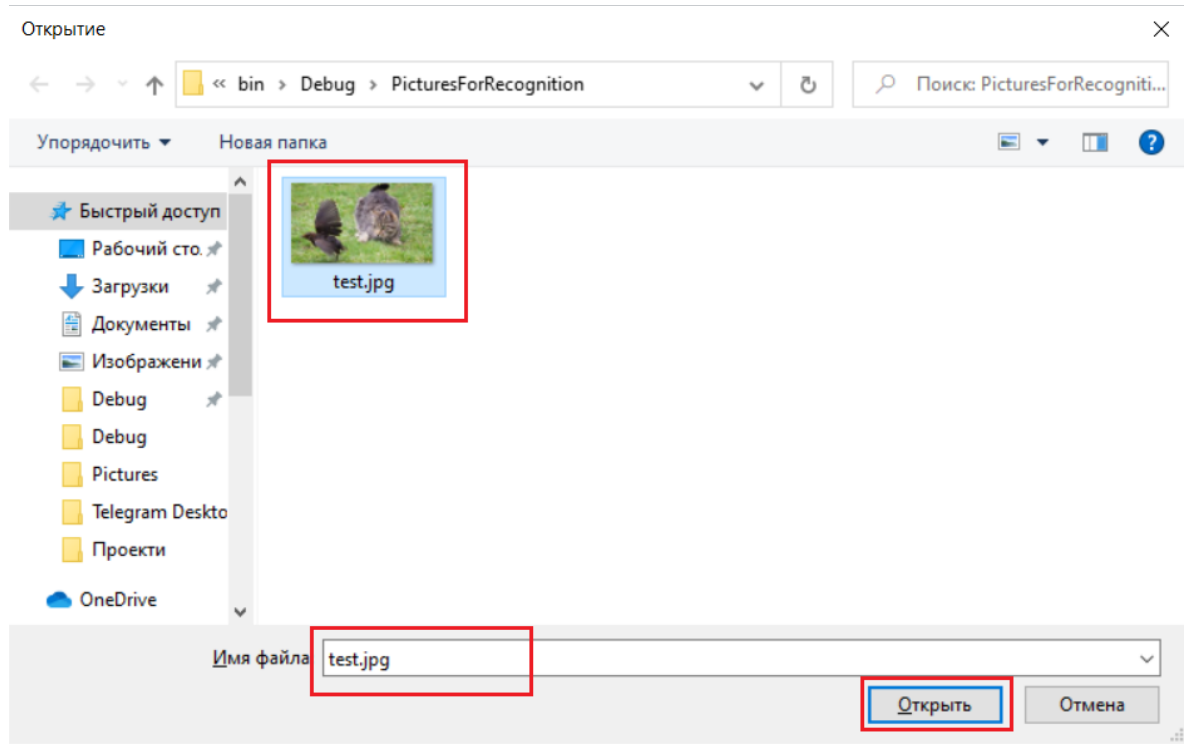 Открытие
« bin › Debug › PicturesForRecognition
Поиск: PicturesForRecogniti...
Упорядочить Новая папка
?
Быстрый доступ
Рабочий сто.
Загрузки
Документы
Изображени
Debug
Debug
Pictures
Telegram Deskto
Проекти
OneDrive
test.jpg
Имя файла test.jpg
Открыть Отмена